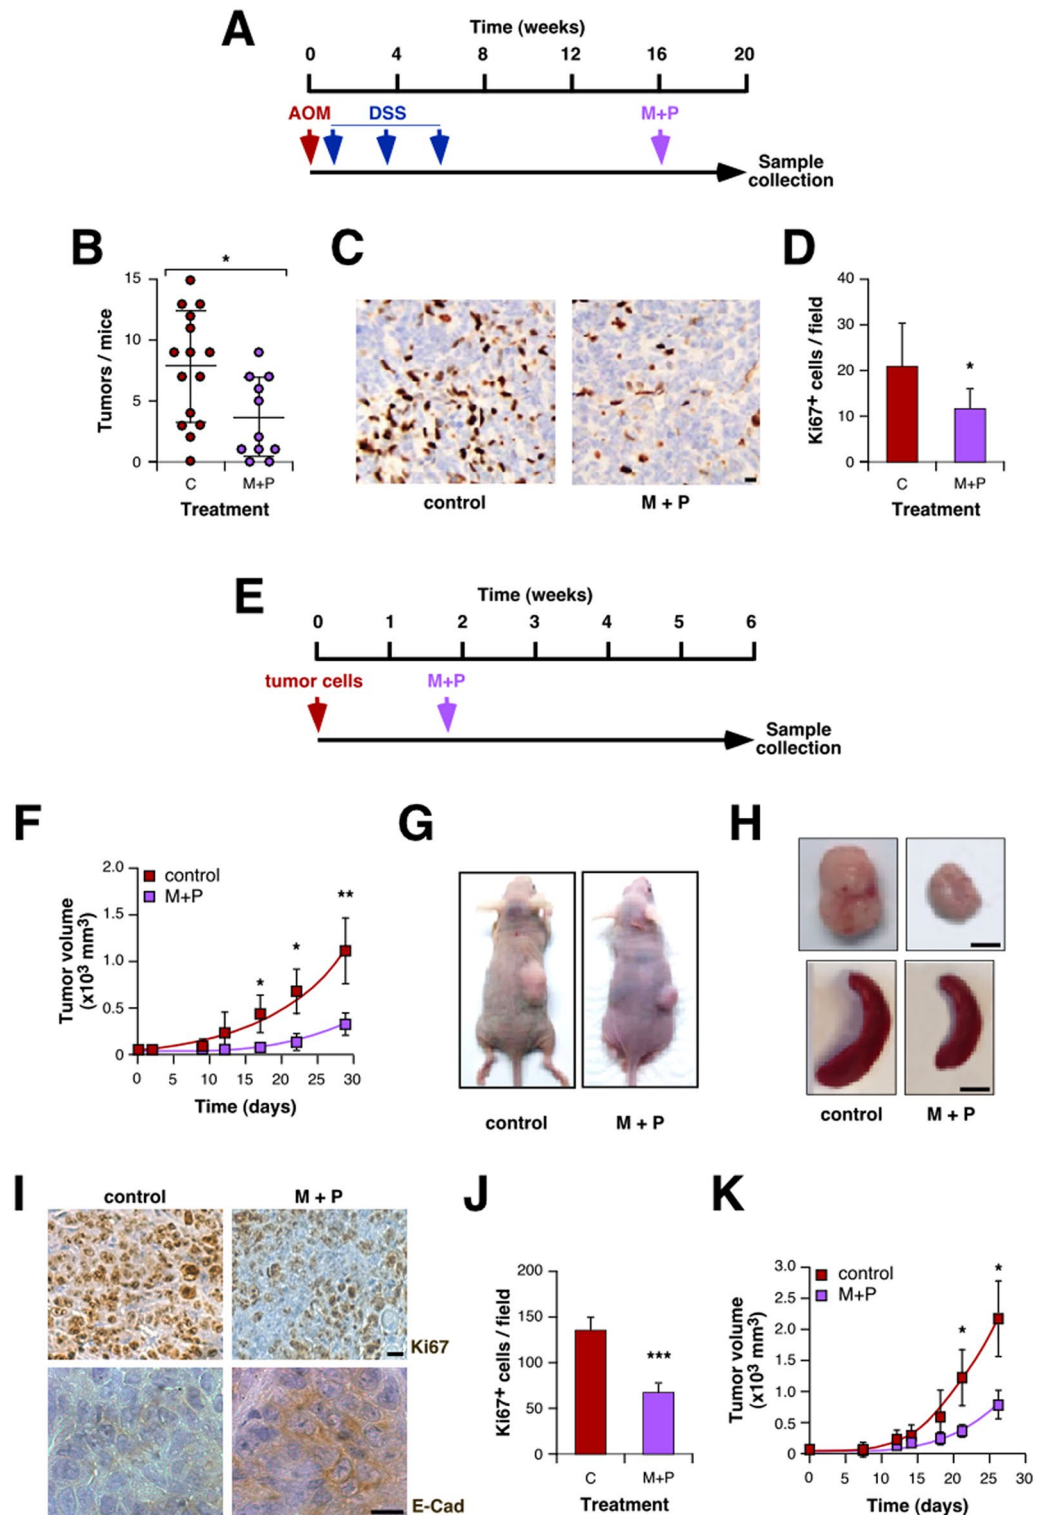 A
Time (weeks)
0 4 8 12 16 20
AOM DSS M+P
Sample
collection
B
*
15
10
5
0
Tumors / mice
C M+P
Treatment
C
control M + P
D
40
30
20
10
0
Ki67+ cells / field
*
C M+P
Treatment
E
Time (weeks)
0 1 2 3 4 5 6
tumor cells M+P
Sample
collection
F
2.0
1.5
1.0
0.5
0
Tumor volume
(x103 mm3)
control
M+P
* * **
0 5 10 15 20 25 30
Time (days)
G
control M + P
H
control M + P
I
control M + P
Ki67
E-Cad
J
200
150
100
50
0
Ki67+ cells / field
***
C M+P
Treatment
K
3.0
2.5
2.0
1.5
1.0
0.5
0
Tumor volume
(x103 mm3)
control
M+P
* *
0 5 10 15 20 25 30
Time (days)